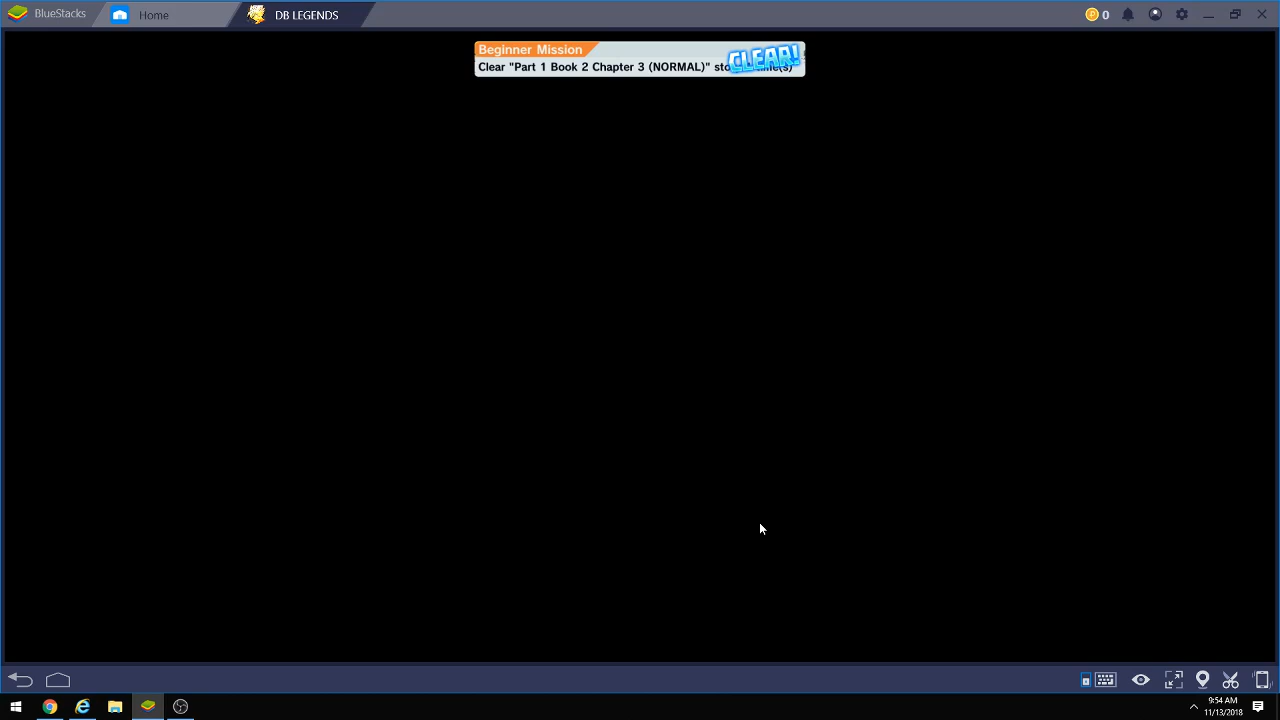 BlueStacks
Home
DB LEGENDS
0
Beginner Mission
CLEAR!
Clear "Part 1 Book 2 Chapter 3 (NORMAL)"
9:54 AM
11/13/2018